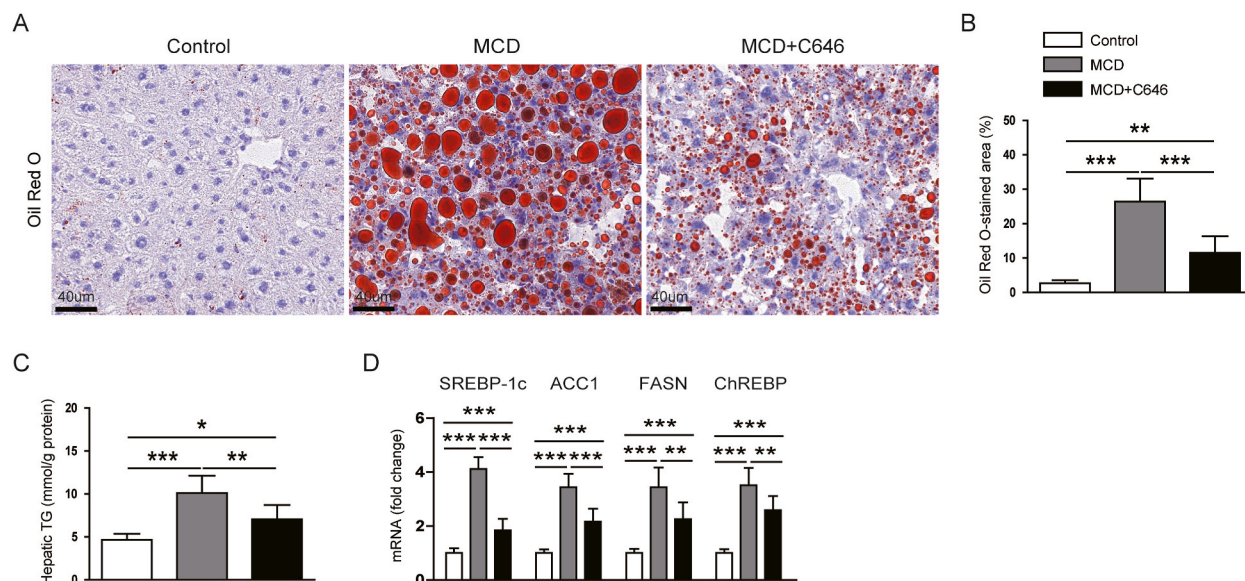 A
Control
MCD
MCD+C646
Oil Red O
40um
40um
40um
B
Control
MCD
MCD+C646
Oil Red O-stained area (%)
50
40
30
20
10
0
**
***
***
C
Hepatic TG (mmol/g protein)
20
15
10
5
0
*
***
**
D
SREBP-1c
ACC1
FASN
ChREBP
mRNA (fold change)
6
4
2
0
***
***
***
***
***
***
***
***
***
***
**
***
***
**